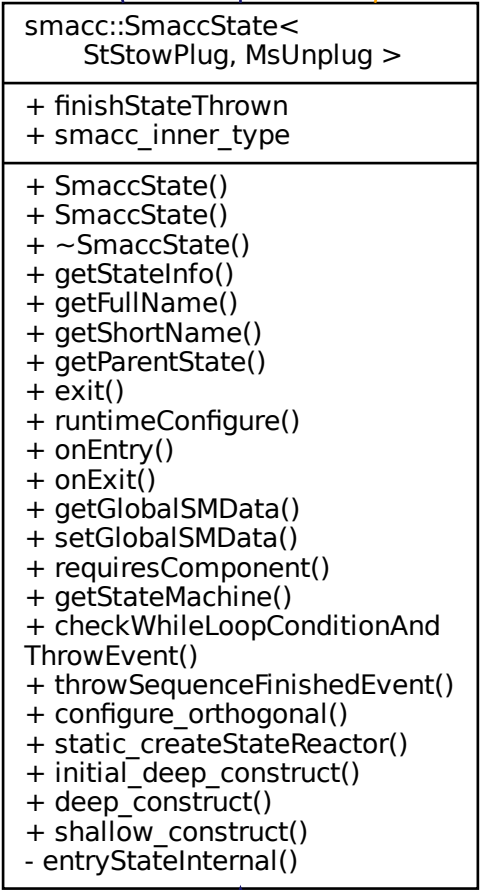 smacc::SmaccState<
StStowPlug, MsUnplug >
+ finishStateThrown
+ smacc_inner_type
+ SmaccState()
+ SmaccState()
+ ~SmaccState()
+ getStateInfo()
+ getFullName()
+ getShortName()
+ getParentState()
+ exit()
+ runtimeConfigure()
+ onEntry()
+ onExit()
+ getGlobalSMData()
+ setGlobalSMData()
+ requiresComponent()
+ getStateMachine()
+ checkWhileLoopConditionAnd
ThrowEvent()
+ throwSequenceFinishedEvent()
+ configure_orthogonal()
+ static_createStateReactor()
+ initial_deep_construct()
+ deep_construct()
+ shallow_construct()
- entryStateInternal()